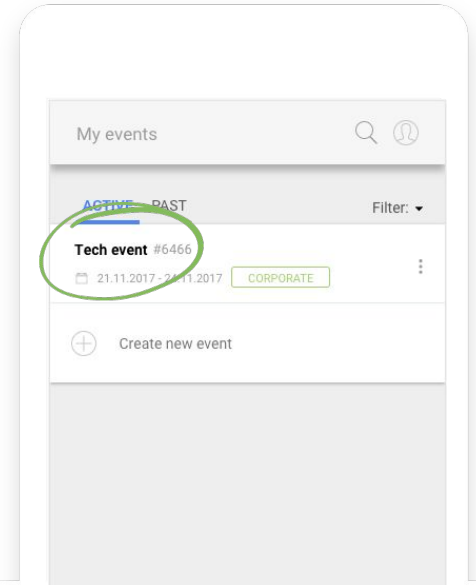 My events
ACTIVE PAST
Filter:
Tech event #6466
21.11.2017 - 24.11.2017 CORPORATE
Create new event